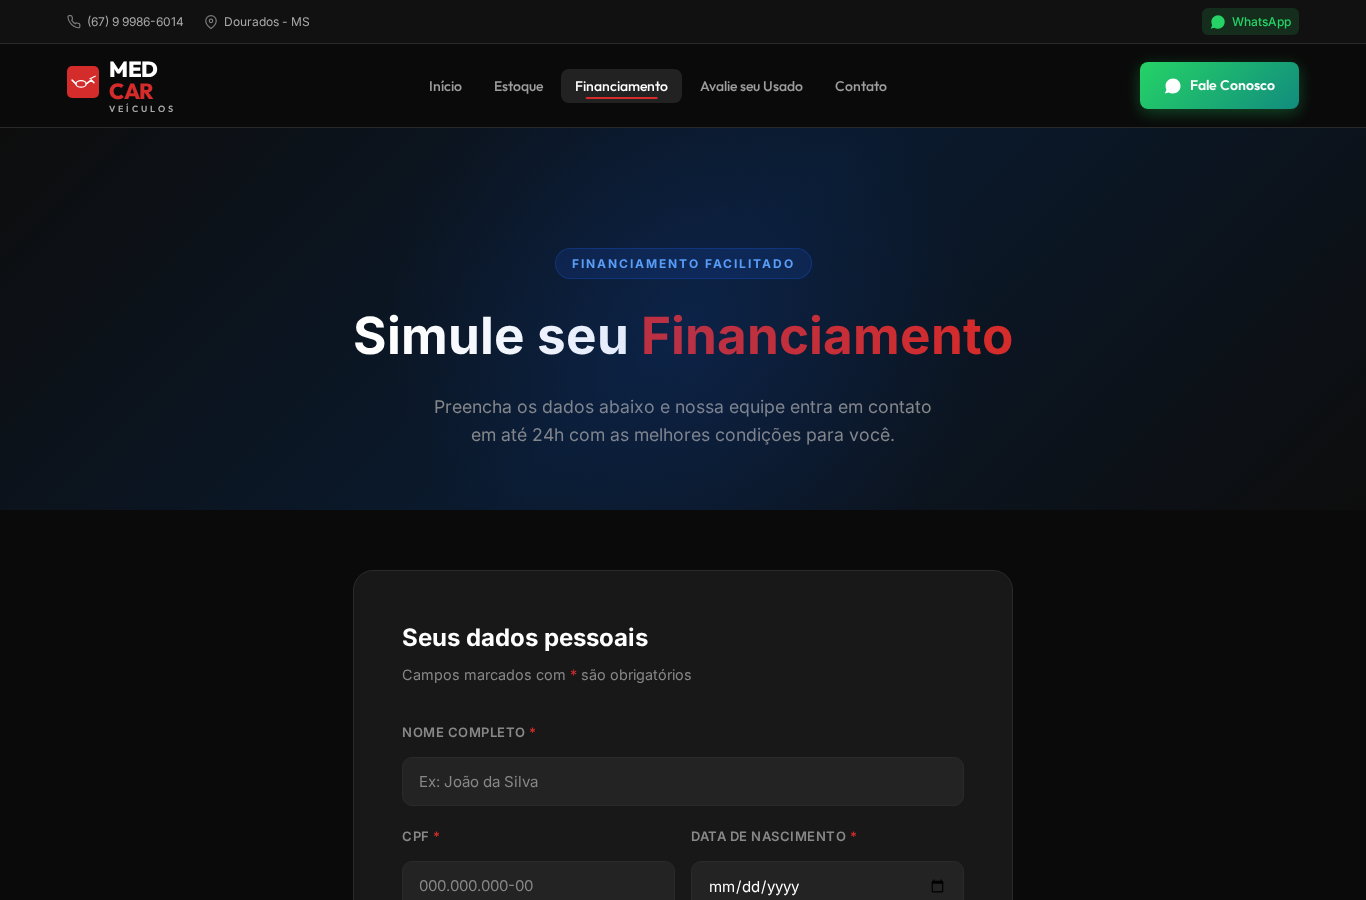 (67) 9 9986-6014
Dourados - MS
WhatsApp
MED
CAR
VEÍCULOS
Início
Estoque
Financiamento
Avalie seu Usado
Contato
Fale Conosco
FINANCIAMENTO FACILITADO
Simule seu Financiamento
Preencha os dados abaixo e nossa equipe entra em contato
em até 24h com as melhores condições para você.
Seus dados pessoais
Campos marcados com * são obrigatórios
NOME COMPLETO *
Ex: João da Silva
CPF *
DATA DE NASCIMENTO *
000.000.000-00
mm/dd/yyyy